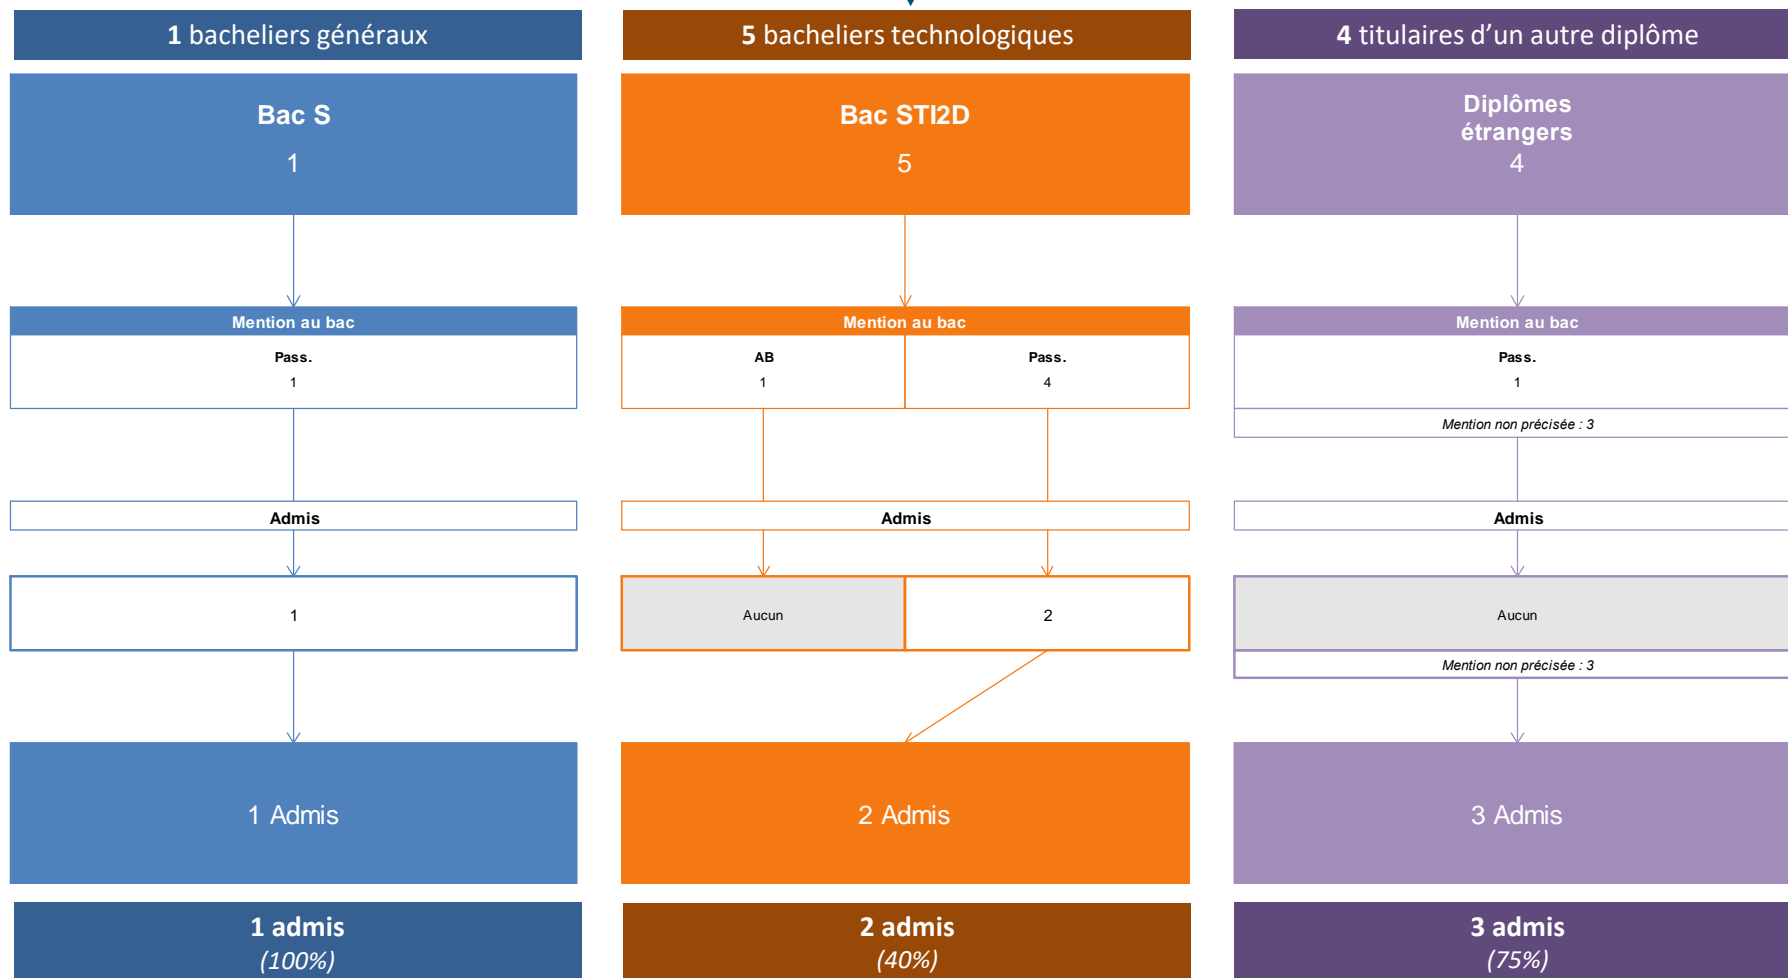 1 bacheliers généraux
5 bacheliers technologiques
4 titulaires d'un autre diplôme
Bac S
1
Bac STI2D
5
Diplômes
étrangers
4
Mention au bac
Pass.
1
Mention au bac
AB
1
Pass.
4
Mention au bac
Pass.
1
Mention non précisée : 3
Admis
Admis
Admis
1
Aucun
2
Aucun
Mention non précisée : 3
1 Admis
2 Admis
3 Admis
1 admis
(100%)
2 admis
(40%)
3 admis
(75%)